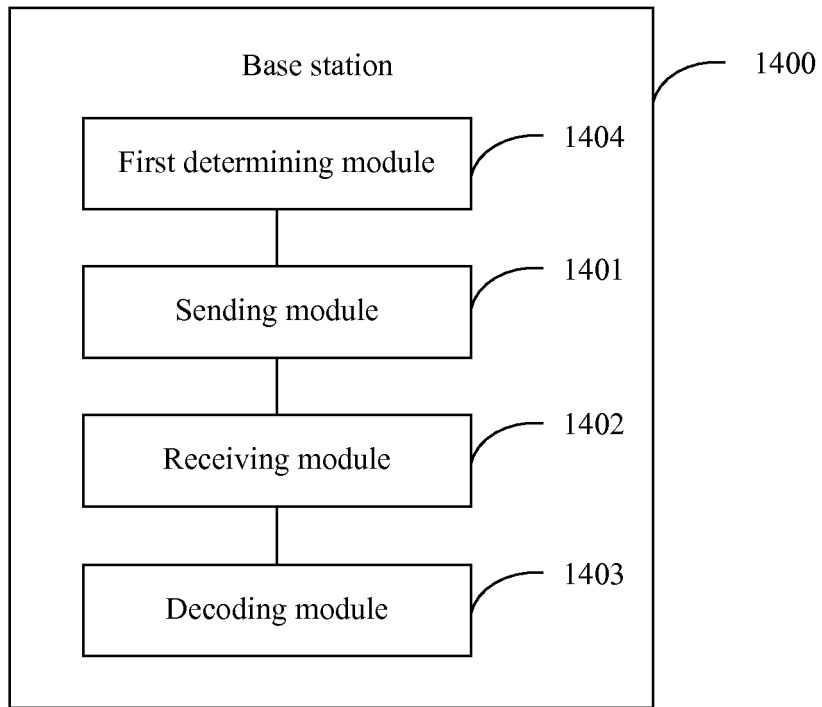 Base station
1400
First determining module
1404
Sending module
1401
Receiving module
1402
Decoding module
1403